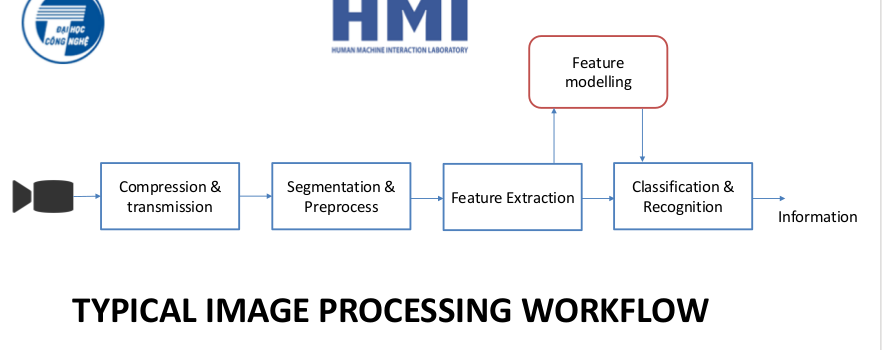 ĐẠI HỌC
CÔNG NGHỆ
HMI
HUMAN MACHINE INTERACTION LABORATORY
Feature
modelling
Compression &
transmission
Segmentation &
Preprocess
Feature Extraction
Classification &
Recognition
Information
TYPICAL IMAGE PROCESSING WORKFLOW